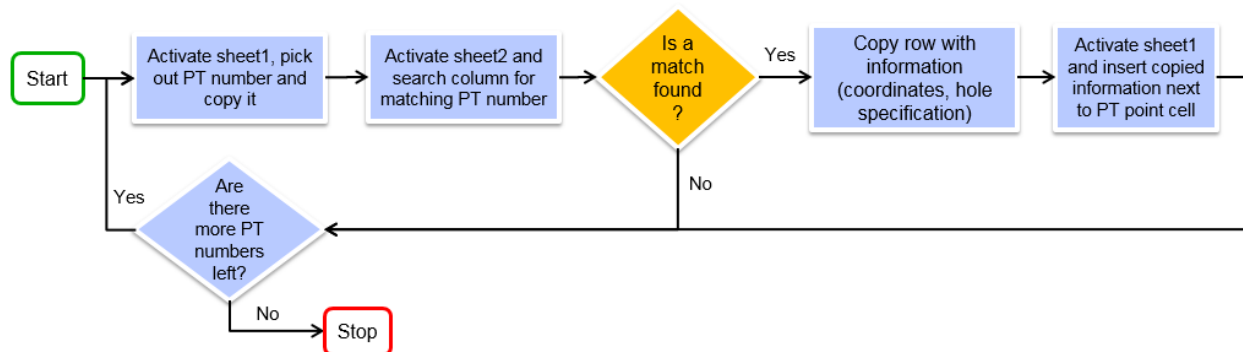 Start
Activate sheet1, pick
out PT number and
copy it
Activate sheet2 and
search column for
matching PT number
Is a
match
found
?
Yes
Copy row with
information
(coordinates, hole
specification)
Activate sheet1
and insert copied
information next
to PT point cell
No
Yes
Are
there
more PT
numbers
left?
No
Stop